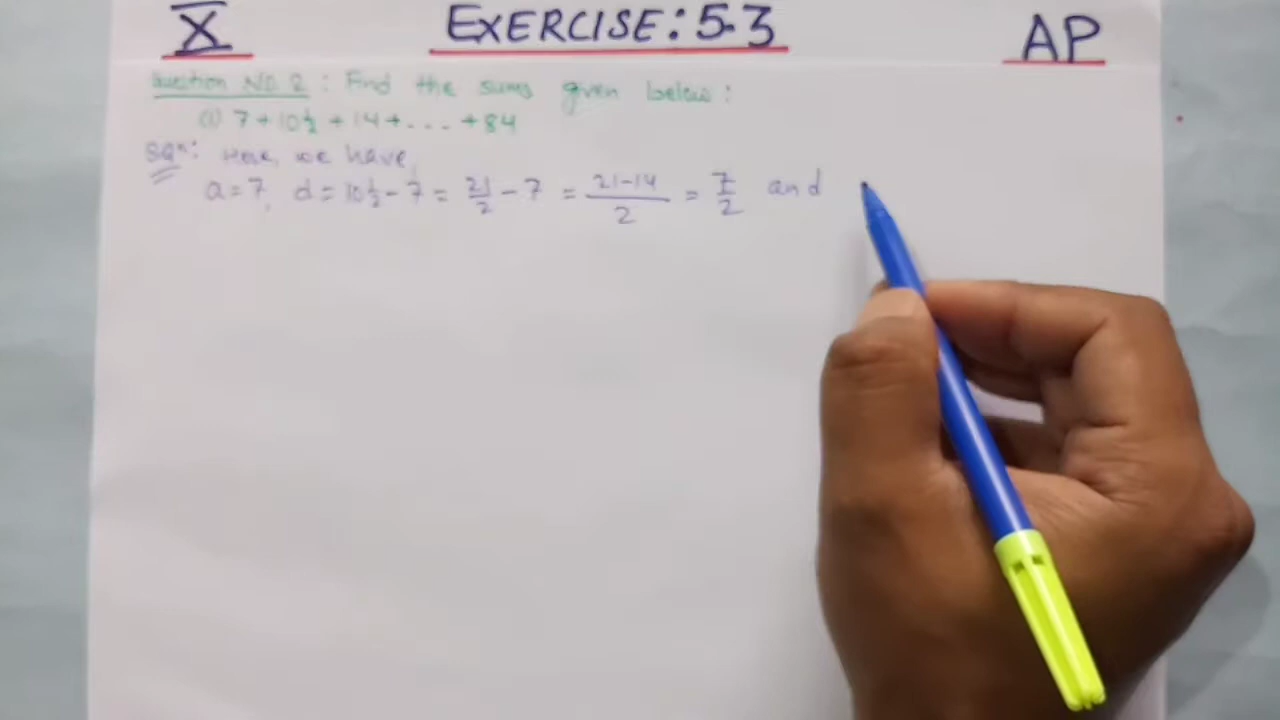 X EXERCISE: 5.3 AP
Question No 2 : Find the sums given below :
(i) 7 + 10½ + 14 + . . . + 84
Solⁿ: Here, we have,
a = 7, d = 10½ - 7 = 21/2 - 7 = 21-14/2 = 7/2 and